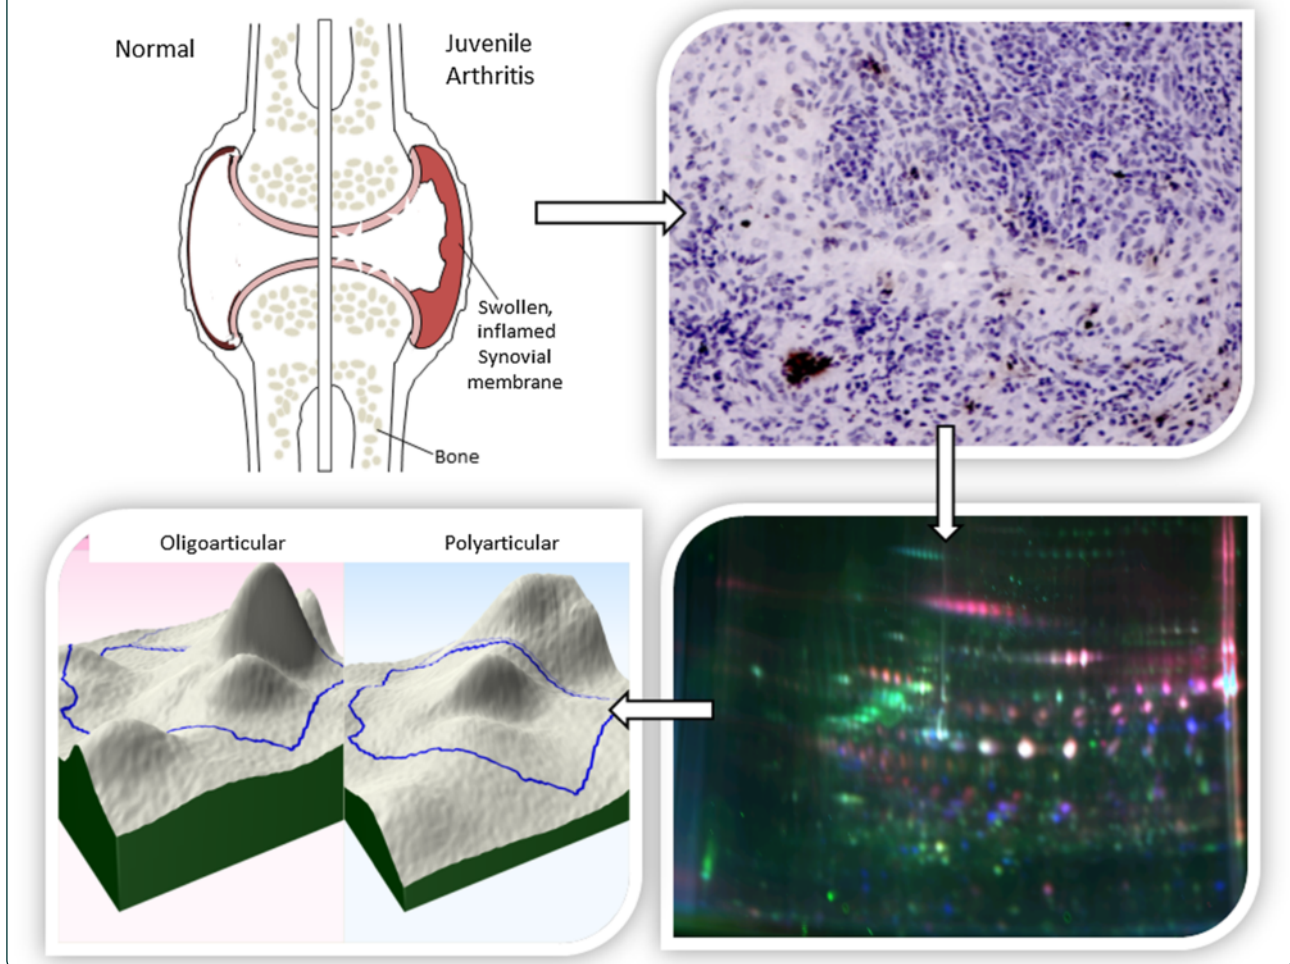 Normal
Juvenile
Arthritis
Swollen,
inflamed
Synovial
membrane
Bone
Oligoarticular
Polyarticular